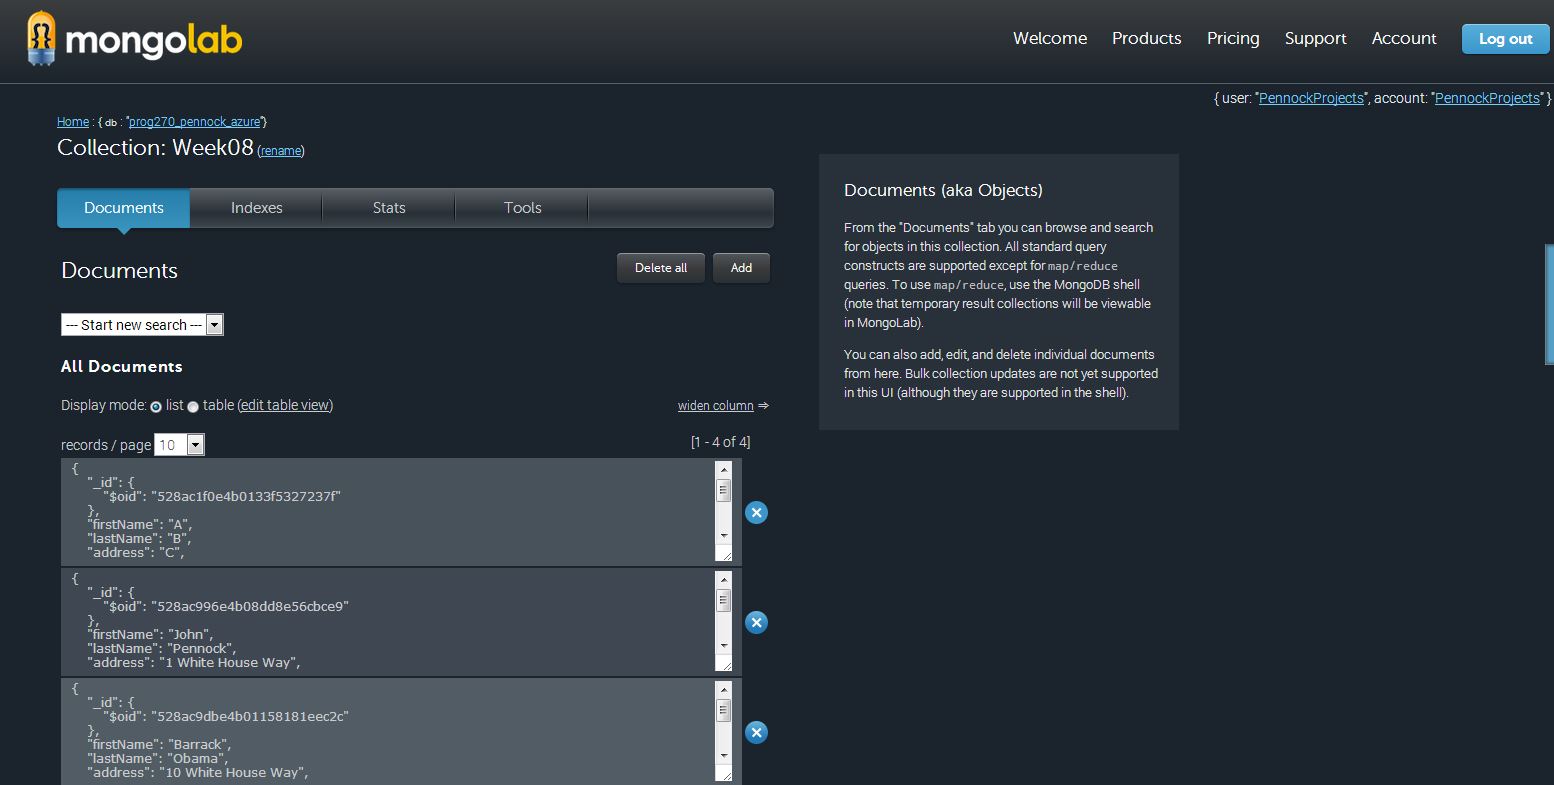 mongolab
Welcome Products Pricing Support Account Log out
{ user: "PennockProjects", account: "PennockProjects" }
Home : { db : "prog270_pennock_azure"}
Collection: Week08 (rename)
Documents Indexes Stats Tools
Documents
Delete all Add
--- Start new search ---
All Documents
Display mode: list table (edit table view)
widen column ⇒
records / page 10
[1 - 4 of 4]
{
"_id": {
"$oid": "528ac1f0e4b0133f5327237f"
},
"firstName": "A",
"lastName": "B",
"address": "C",
{
"_id": {
"$oid": "528ac996e4b08dd8e56cbce9"
},
"firstName": "John",
"lastName": "Pennock",
"address": "1 White House Way",
{
"_id": {
"$oid": "528ac9dbe4b01158181eec2c"
},
"firstName": "Barrack",
"lastName": "Obama",
"address": "10 White House Way",
Documents (aka Objects)
From the "Documents" tab you can browse and search
for objects in this collection. All standard query
constructs are supported except for map/reduce
queries. To use map/reduce, use the MongoDB shell
(note that temporary result collections will be viewable
in MongoLab).
You can also add, edit, and delete individual documents
from here. Bulk collection updates are not yet supported
in this UI (although they are supported in the shell).